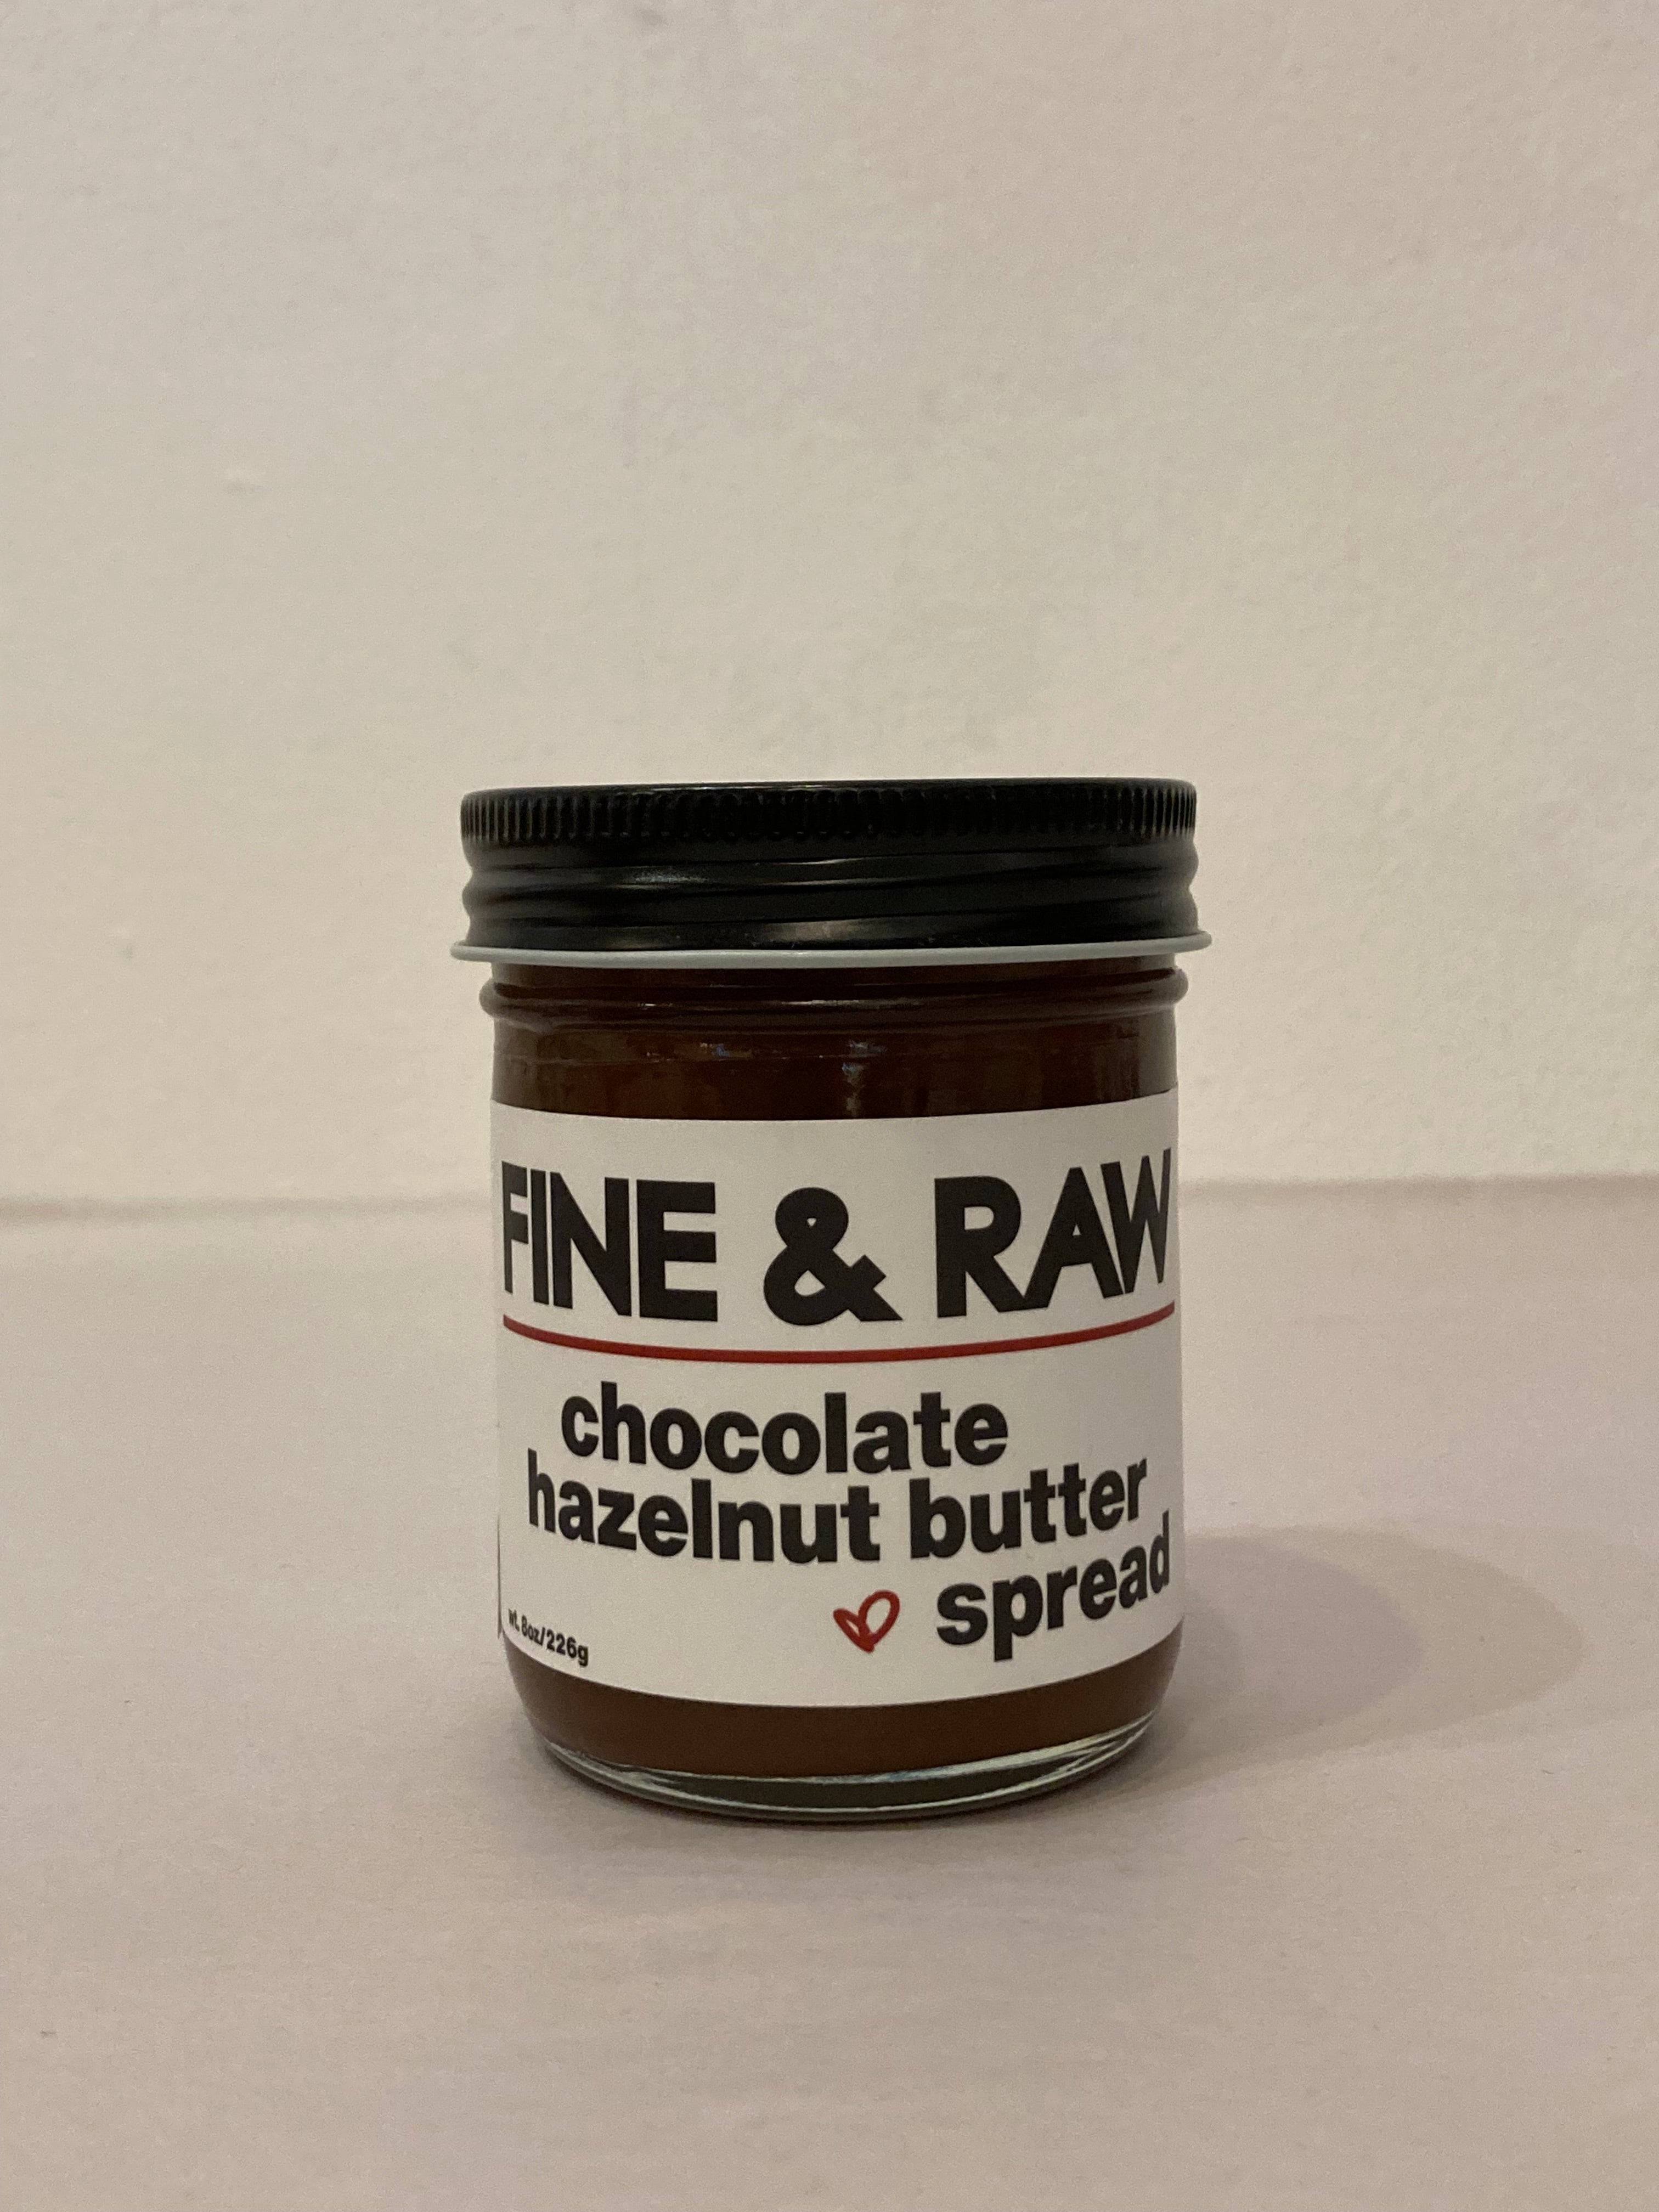 FINE & RAW
chocolate
hazelnut butter
spread
wt. 8oz/226g